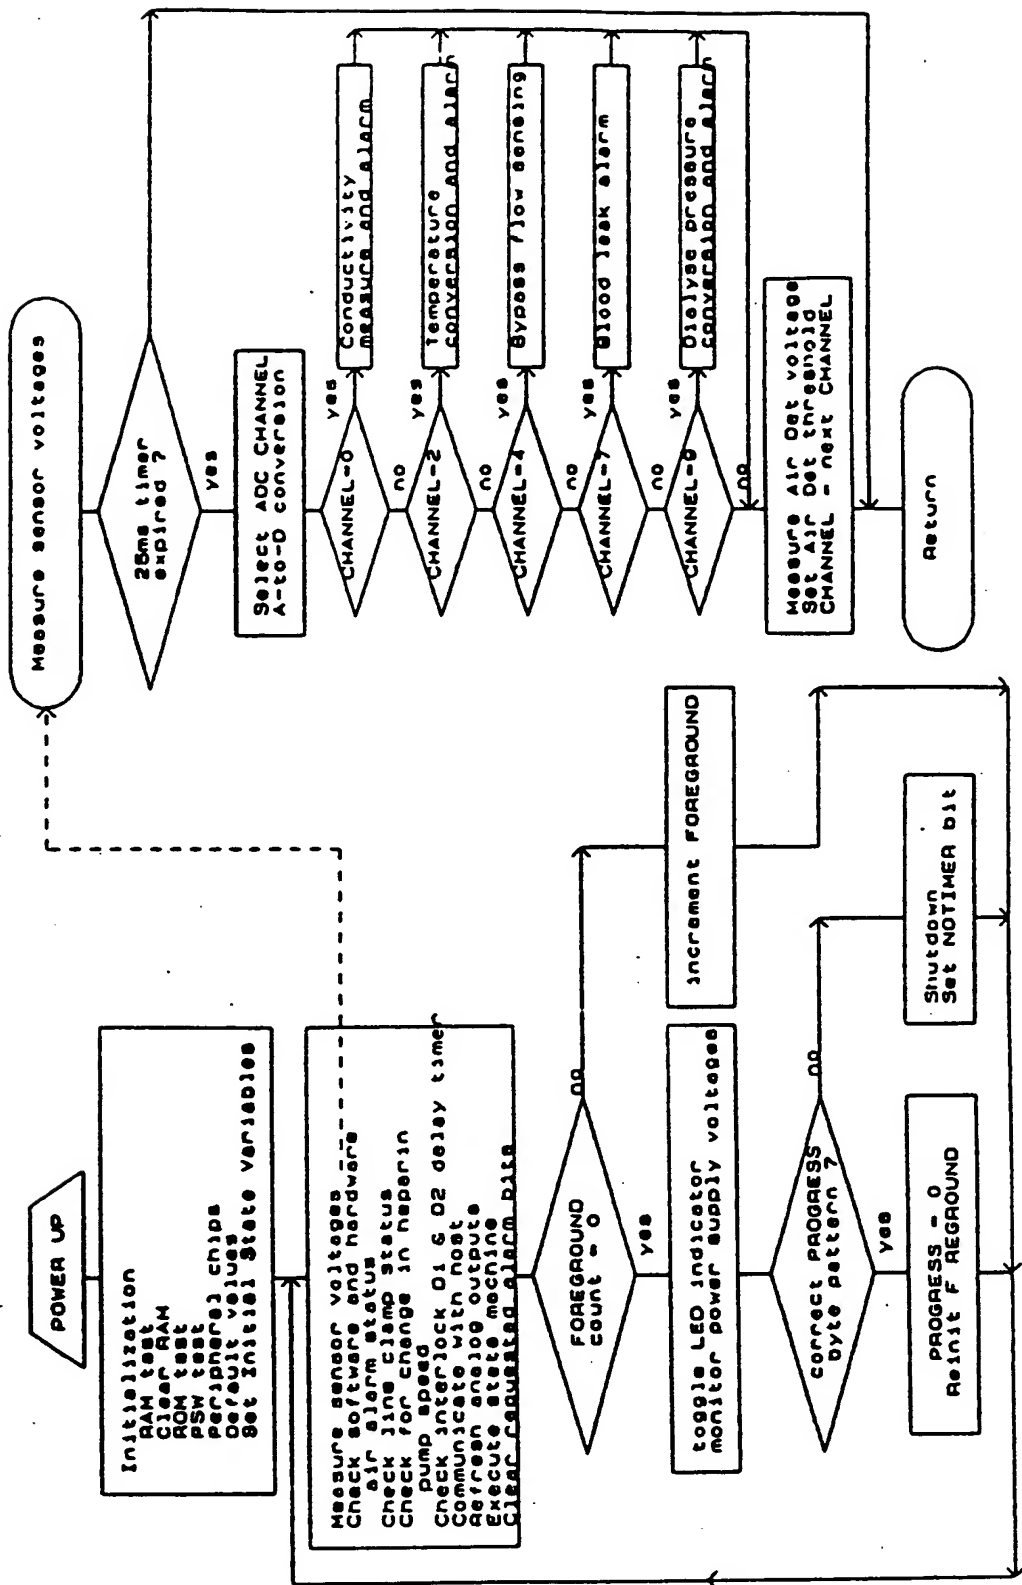 POWER UP
Initialization
RAM test
Clear RAM
ROM test
PSW test
Peripheral chips
Default values
Set Initial State variables
Measure sensor voltages
Check software and hardware
air alarm status
Check line clamp status
Check for change in heparin
pump speed
Check interlock D1 & D2 delay timer
Communicate with host
Refresh analog outputs
Execute state machine
Clear requested alarm bits
FOREGROUND
count = 0
no
yes
increment FOREGROUND
toggle LED indicator
monitor power supply voltages
correct PROGRESS
byte pattern ?
no
yes
Shutdown
Set NOTIMER bit
PROGRESS = 0
Reinit F REGROUND
Measure sensor voltages
25ms timer
expired ?
yes
Select ADC CHANNEL
A-to-D conversion
CHANNEL=0
yes
Conductivity
measure and alarm
no
CHANNEL=2
yes
Temperature
conversion and alarm
no
CHANNEL=4
yes
Bypass flow sensing
no
CHANNEL=7
yes
Blood leak alarm
no
CHANNEL=9
yes
Dialyse pressure
conversion and alarm
no
Measure Air Det voltage
Set Air Det threshold
CHANNEL = next CHANNEL
Return